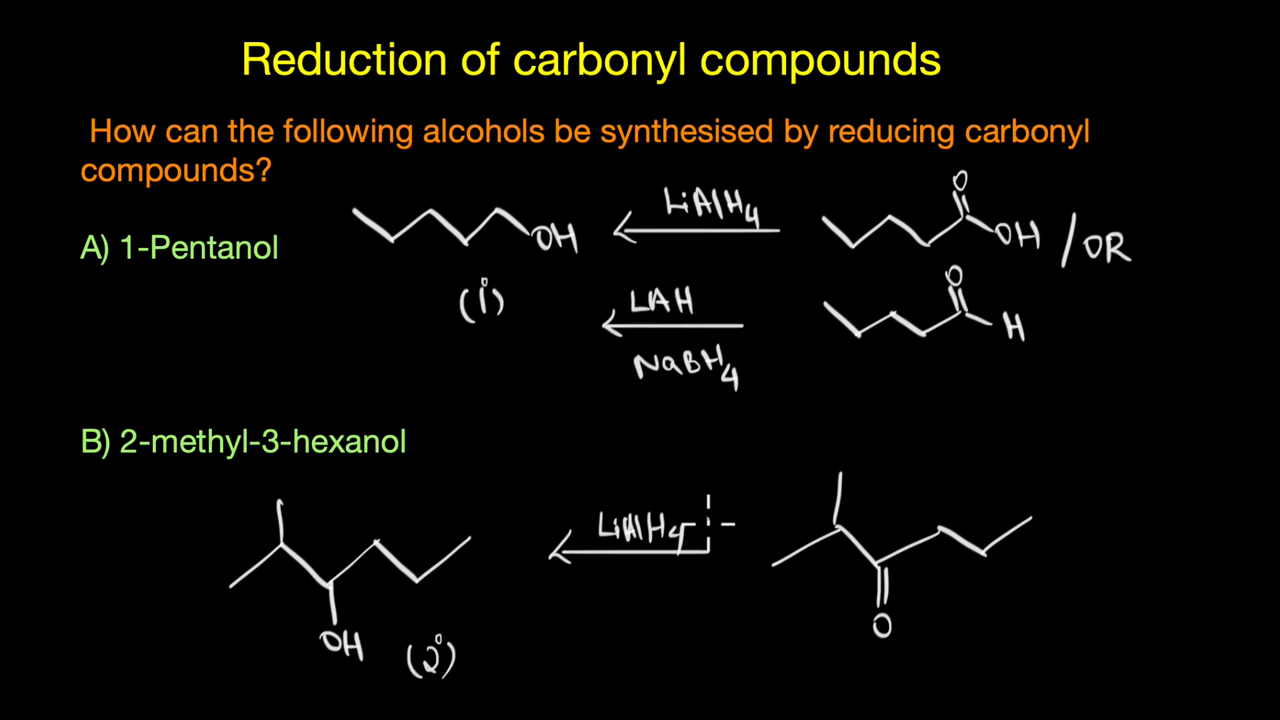 Reduction of carbonyl compounds
How can the following alcohols be synthesised by reducing carbonyl
compounds?
A) 1-Pentanol
OH
(1°)
LiAlH4
O
OH / OR
LAH
NaBH4
O
H
B) 2-methyl-3-hexanol
OH
(2°)
LiAlH4
O